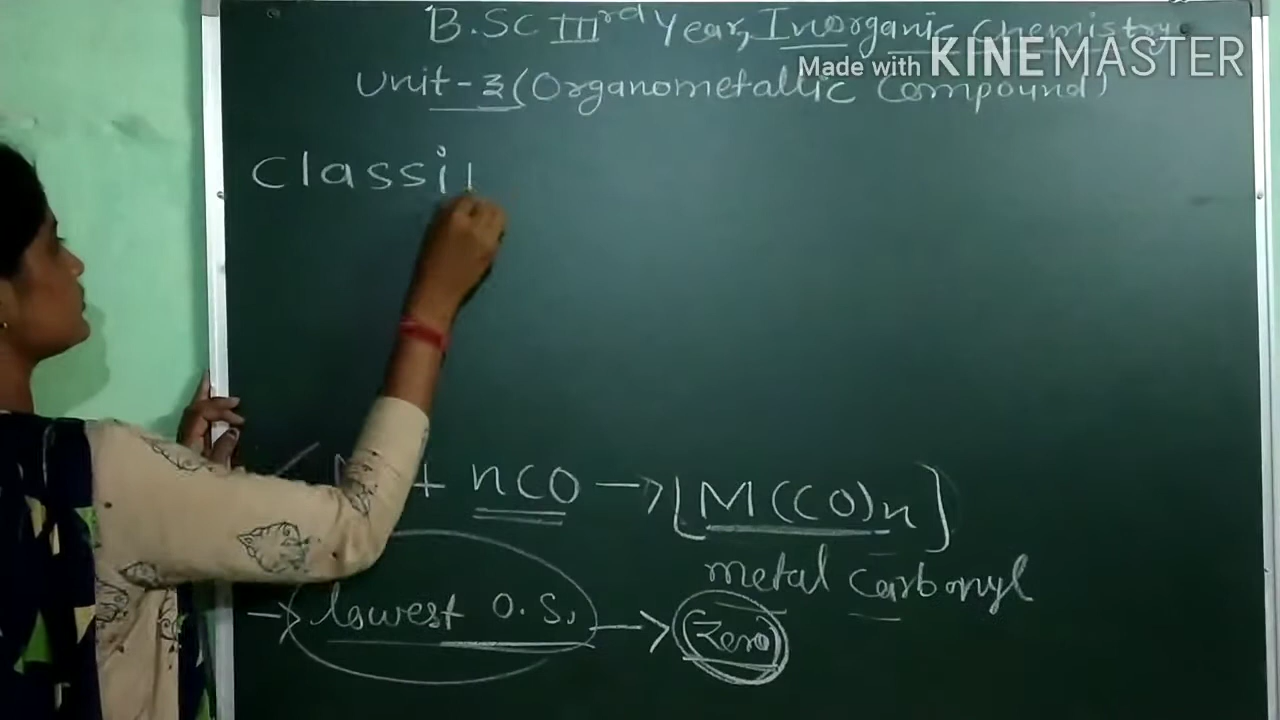 B.Sc IIIrd Year, Inorganic Chemistry
Made with KINEMASTER
Unit-3 (Organometallic Compound)
Classi
+ nCO → [M(CO)n]
metal Carbonyl
→ lowest O.S. → Zero